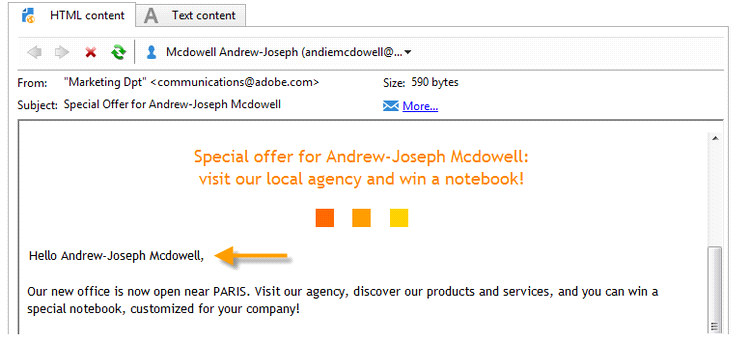 HTML content
Text content
Mcdowell Andrew-Joseph (andiemcdowell@...
From: "Marketing Dpt" <communications@adobe.com> Size: 590 bytes
Subject: Special Offer for Andrew-Joseph Mcdowell More...
Special offer for Andrew-Joseph Mcdowell:
visit our local agency and win a notebook!
Hello Andrew-Joseph Mcdowell,
Our new office is now open near PARIS. Visit our agency, discover our products and services, and you can win a
special notebook, customized for your company!